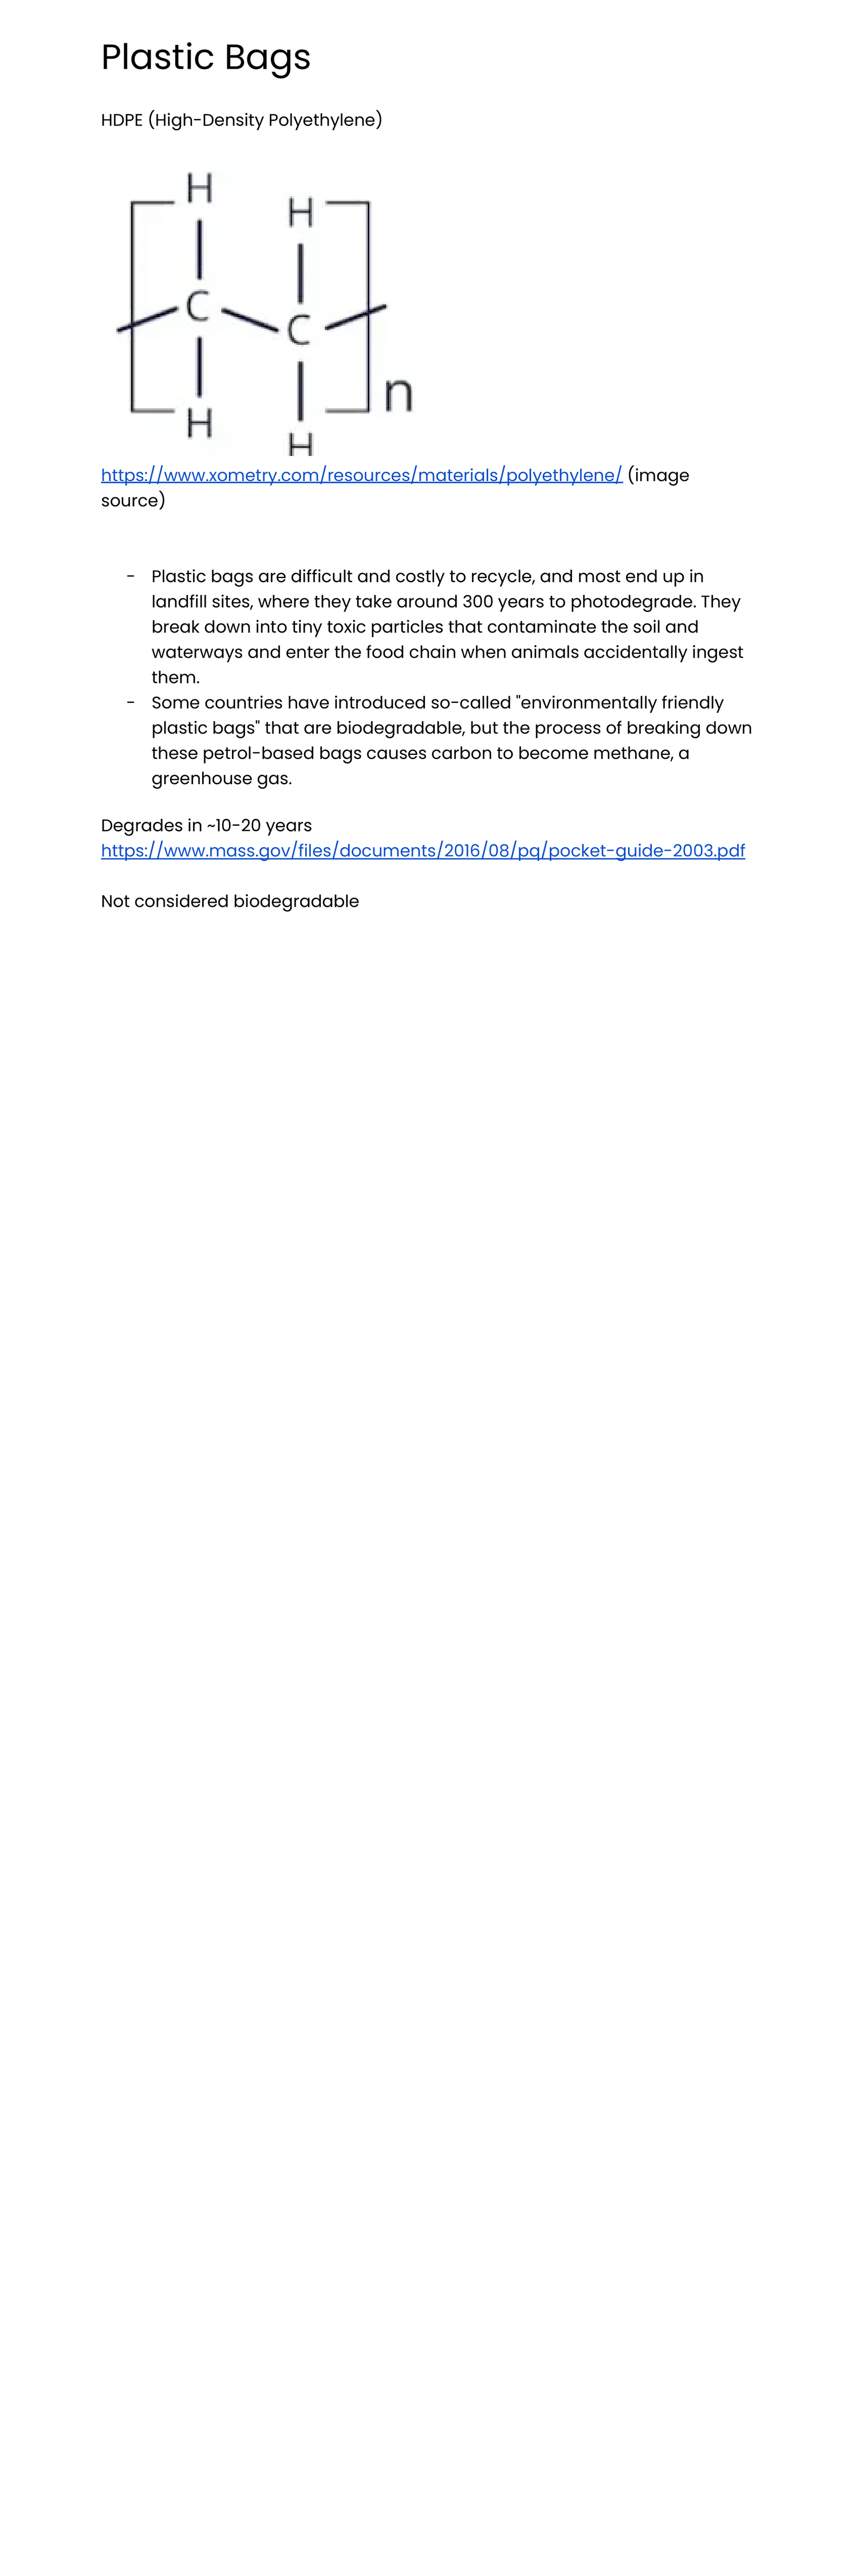 Plastic Bags
HDPE (High-Density Polyethylene)
H
H
C
C
n
H
H
https://www.xometry.com/resources/materials/polyethylene/ (image
source)
- Plastic bags are difficult and costly to recycle, and most end up in
landfill sites, where they take around 300 years to photodegrade. They
break down into tiny toxic particles that contaminate the soil and
waterways and enter the food chain when animals accidentally ingest
them.
- Some countries have introduced so-called "environmentally friendly
plastic bags" that are biodegradable, but the process of breaking down
these petrol-based bags causes carbon to become methane, a
greenhouse gas.
Degrades in ~10-20 years
https://www.mass.gov/files/documents/2016/08/pq/pocket-guide-2003.pdf
Not considered biodegradable